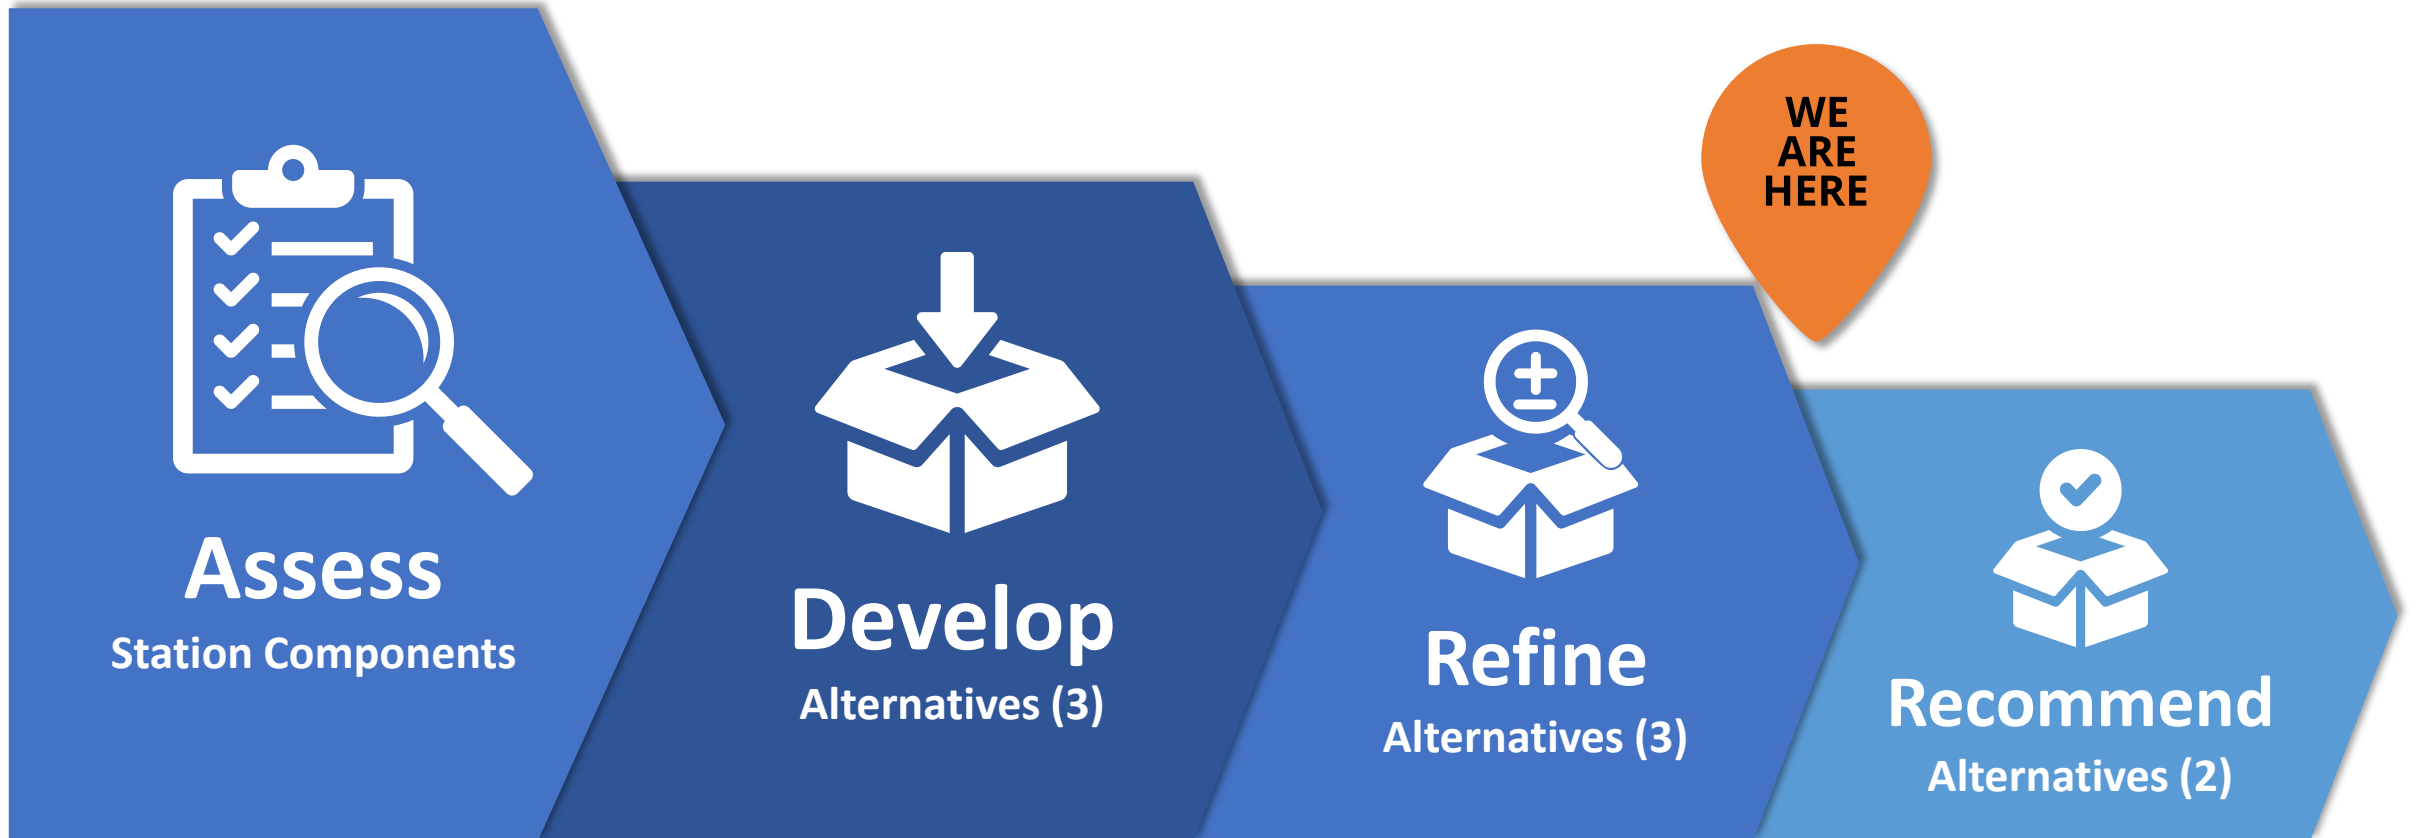 Assess
Station Components
Develop
Alternatives (3)
Refine
Alternatives (3)
WE
ARE
HERE
Recommend
Alternatives (2)